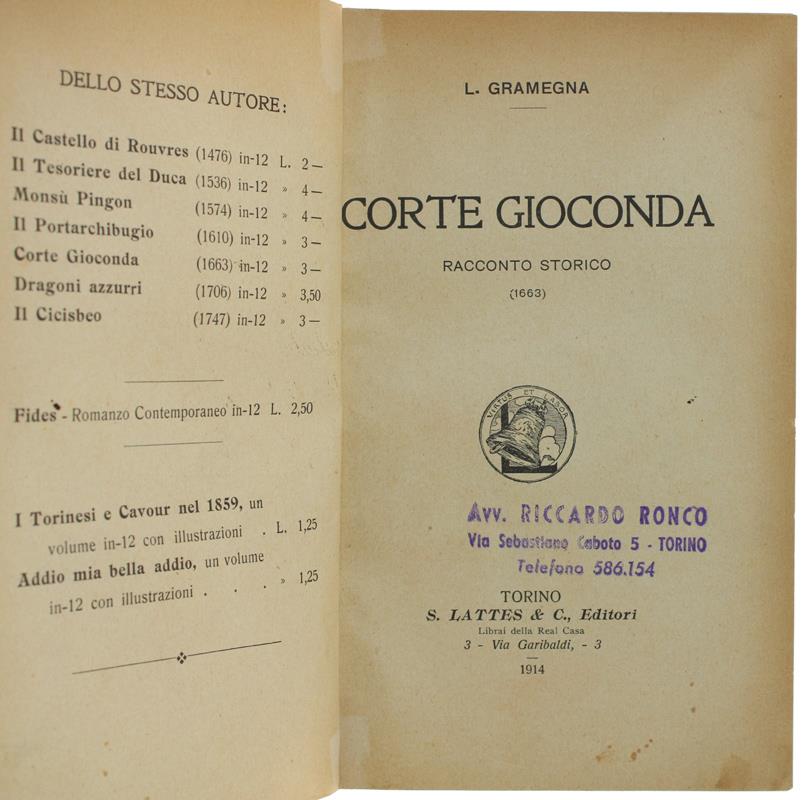 DELLO STESSO AUTORE:
Il Castello di Rouvres (1476) in-12 L. 2 —
Il Tesoriere del Duca (1536) in-12 » 4 —
Monsù Pingon (1574) in-12 » 4 —
Il Portarchibugio (1610) in-12 » 3 —
Corte Gioconda (1663) in-12 » 3 —
Dragoni azzurri (1706) in-12 » 3,50
Il Cicisbeo (1747) in-12 » 3 —
Fides - Romanzo Contemporaneo in-12 L. 2,50
I Torinesi e Cavour nel 1859, un
volume in-12 con illustrazioni . L. 1,25
Addio mia bella addio, un volume
in-12 con illustrazioni . . . » 1,25
L. GRAMEGNA
CORTE GIOCONDA
RACCONTO STORICO
(1663)
VIRTUS ET LABOR
L
Avv. RICCARDO RONCO
Via Sebastiano Caboto 5 - TORINO
Telefono 586.154
TORINO
S. LATTES & C., Editori
Librai della Real Casa
3 - Via Garibaldi, - 3
1914